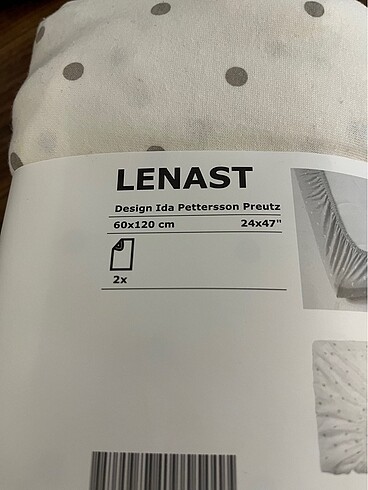 LENAST
Design Ida Pettersson Preutz
60x120 cm 24x47"
2x